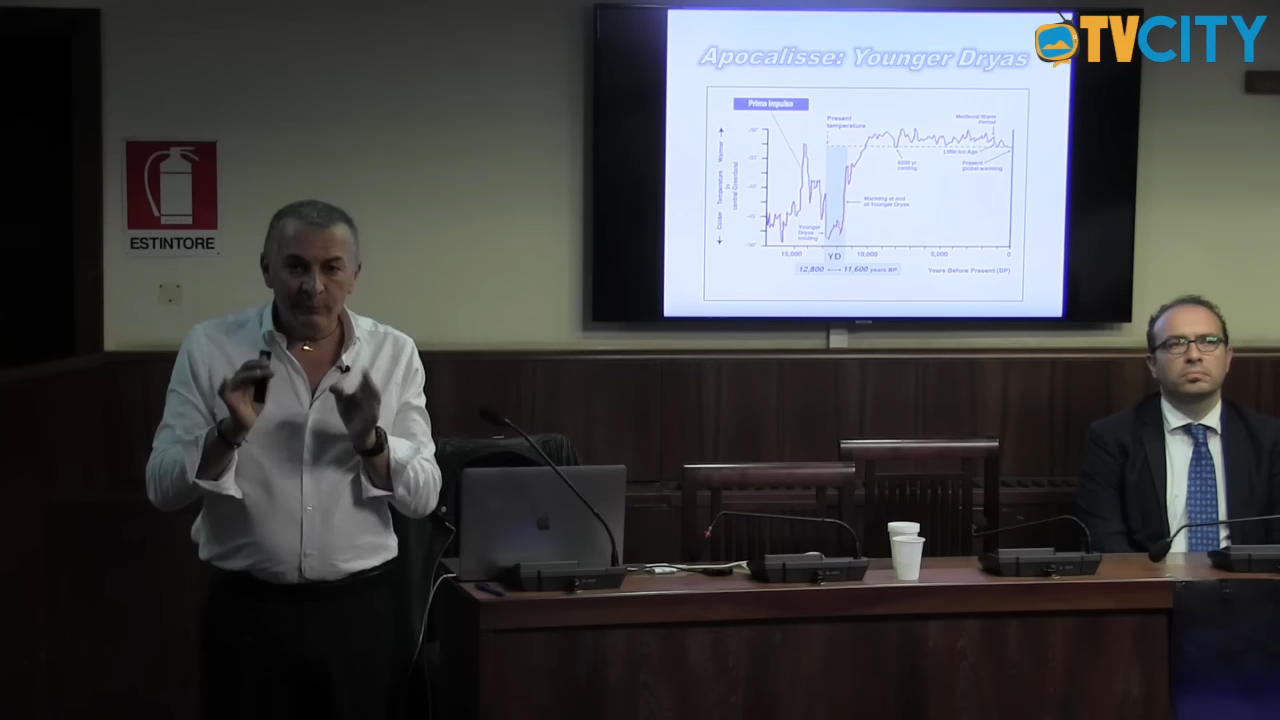 TVCITY
Apocalisse: Younger Dryas
Primo Impulso
Present
temperature
Medieval Warm
Period
Little Ice Age
8200 yr
cooling
Present
global warming
Warming at end
of Younger Dryas
Younger
Dryas
cooling
Colder Temperature Warmer
in
central Greenland
15,000
YD
10,000
5,000
0
12,800 ⟷ 11,600 years BP
Years Before Present (BP)
ESTINTORE